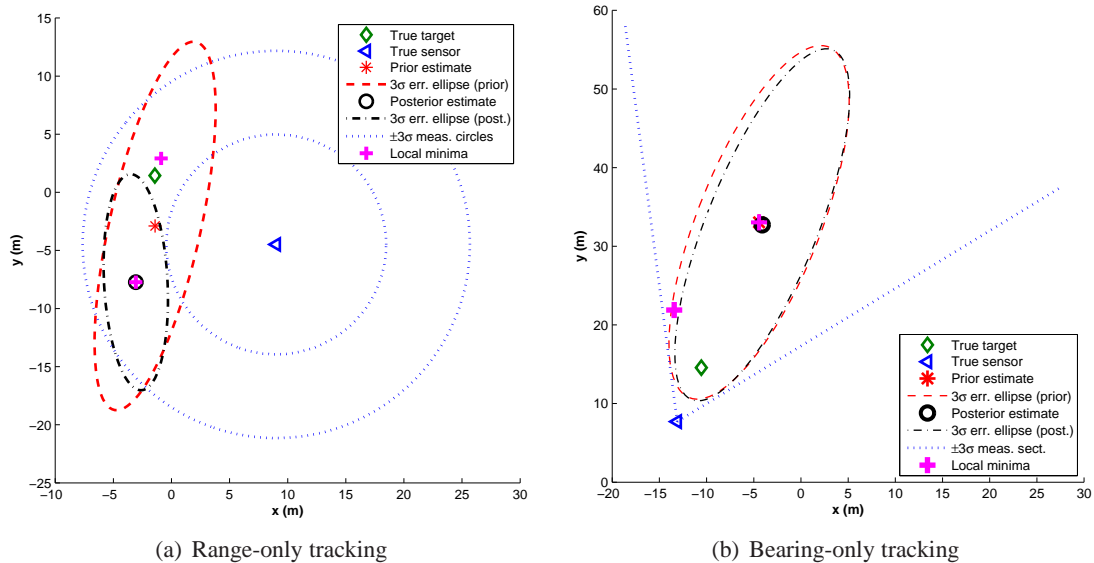 15
10
5
0
−5
−10
−15
−20
−25
y (m)
−10 −5 0 5 10 15 20 25 30
x (m)
True target
True sensor
Prior estimate
3σ err. ellipse (prior)
Posterior estimate
3σ err. ellipse (post.)
±3σ meas. circles
Local minima
(a) Range-only tracking
60
50
40
30
20
10
0
y (m)
−20 −15 −10 −5 0 5 10 15 20 25 30
x (m)
True target
True sensor
Prior estimate
3σ err. ellipse (prior)
Posterior estimate
3σ err. ellipse (post.)
±3σ meas. sect.
Local minima
(b) Bearing-only tracking